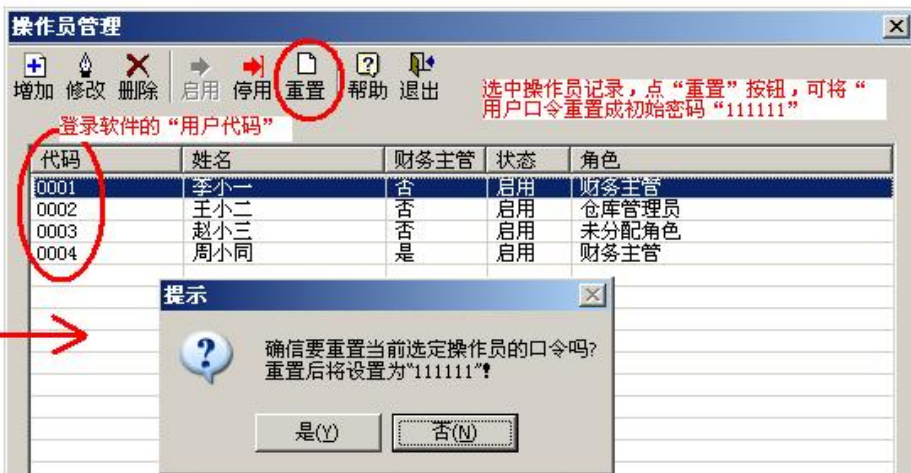 操作员管理
增加 修改 删除 启用 停用 重置 帮助 退出
选中操作员记录，点“重置”按钮，可将“
用户口令重置成初始密码“111111”
登录软件的“用户代码”
代码 姓名 财务主管 状态 角色
0001 李小一 否 启用 财务主管
0002 王小二 否 启用 仓库管理员
0003 赵小三 否 启用 未分配角色
0004 周小同 是 启用 财务主管
提示
确信要重置当前选定操作员的口令吗?
重置后将设置为"111111"!
是(Y) 否(N)